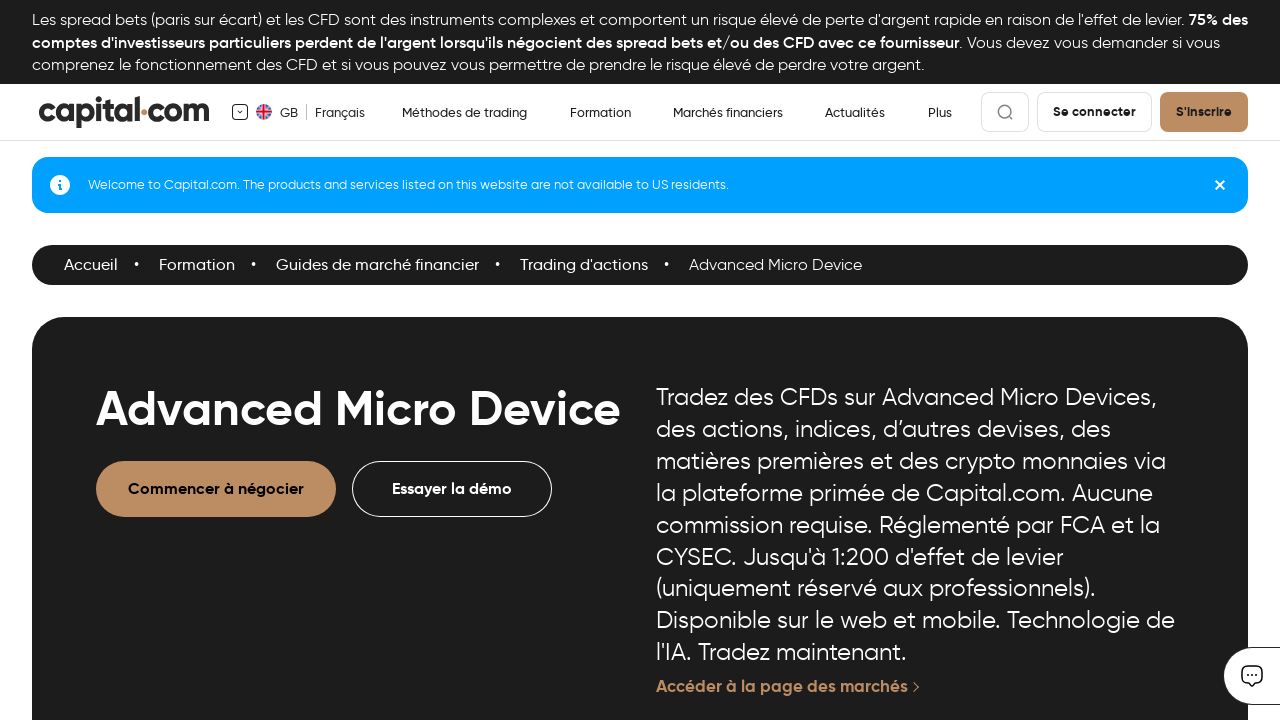 Les spread bets (paris sur écart) et les CFD sont des instruments complexes et comportent un risque élevé de perte d'argent rapide en raison de l'effet de levier. 75% des
comptes d'investisseurs particuliers perdent de l'argent lorsqu'ils négocient des spread bets et/ou des CFD avec ce fournisseur. Vous devez vous demander si vous
comprenez le fonctionnement des CFD et si vous pouvez vous permettre de prendre le risque élevé de perdre votre argent.
capital.com
GB
Français
Méthodes de trading
Formation
Marchés financiers
Actualités
Plus
Se connecter
S'inscrire
Welcome to Capital.com. The products and services listed on this website are not available to US residents.
Accueil • Formation • Guides de marché financier • Trading d'actions • Advanced Micro Device
Advanced Micro Device
Commencer à négocier
Essayer la démo
Tradez des CFDs sur Advanced Micro Devices,
des actions, indices, d’autres devises, des
matières premières et des crypto monnaies via
la plateforme primée de Capital.com. Aucune
commission requise. Réglementé par FCA et la
CYSEC. Jusqu'à 1:200 d'effet de levier
(uniquement réservé aux professionnels).
Disponible sur le web et mobile. Technologie de
l'IA. Tradez maintenant.
Accéder à la page des marchés